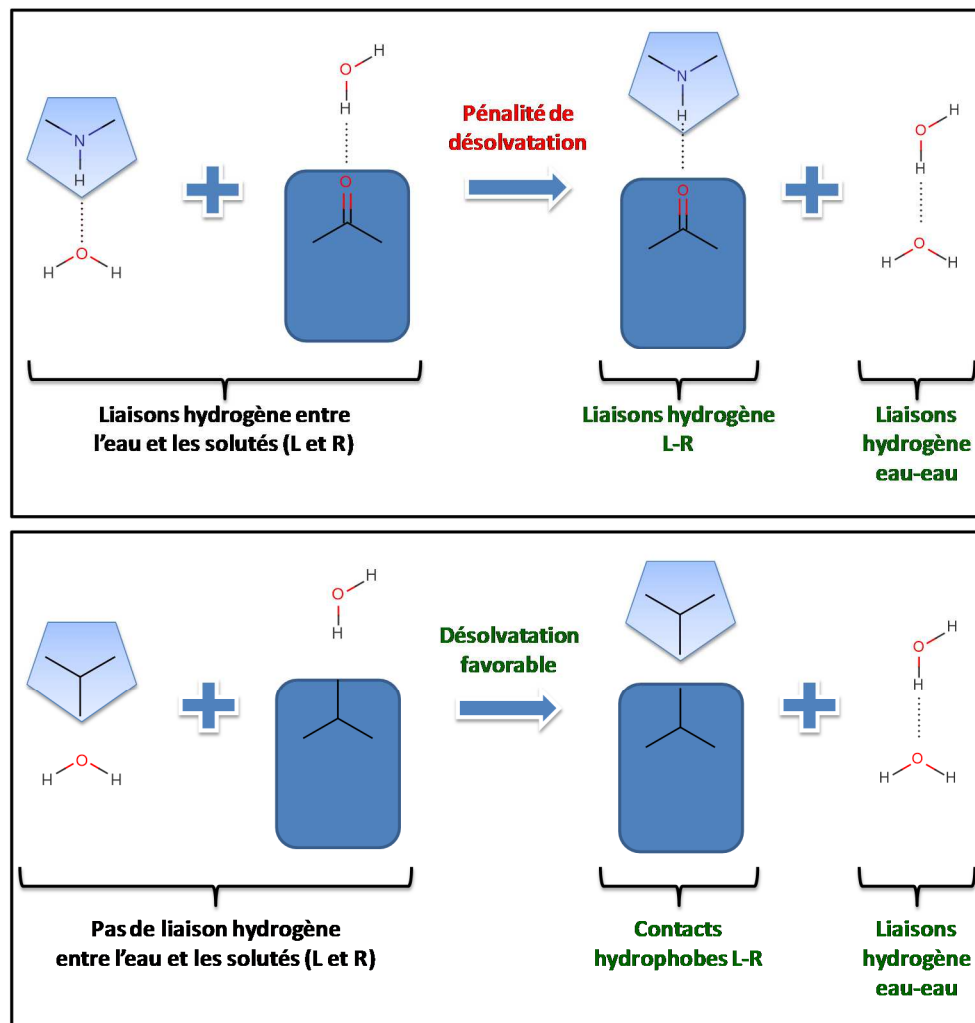 H
O
H
N
H
O
H
H
O
Pénalité de
désolvatation
N
H
O
H
O
H
O
H
H
Liaisons hydrogène entre
l'eau et les solutés (L et R)
Liaisons hydrogène
L-R
Liaisons
hydrogène
eau-eau
O
H
H
O
H
H
Désolvatation
favorable
H
O
H
O
H
H
Pas de liaison hydrogène
entre l'eau et les solutés (L et R)
Contacts
hydrophobes L-R
Liaisons
hydrogène
eau-eau